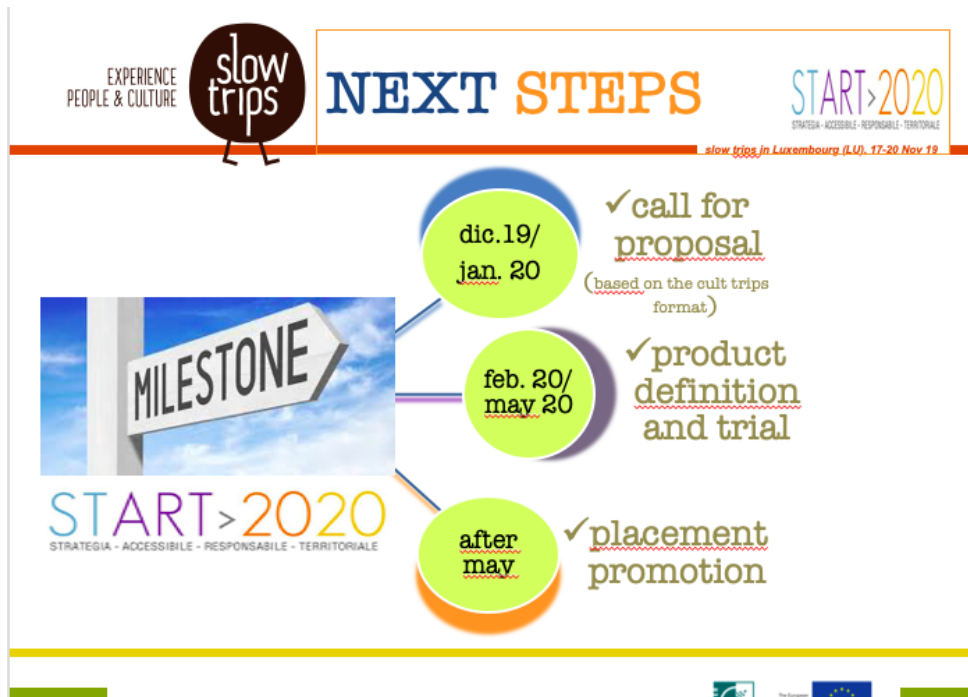 EXPERIENCE
PEOPLE & CULTURE
slow
trips
NEXT STEPS
START>2020
STRATEGIA - ACCESSIBILE - RESPONSABILE - TERRITORIALE
slow trips in Luxembourg (LU), 17-20 Nov 19
dic.19/
jan. 20
✓call for
proposal
(based on the cult trips
format)
MILESTONE
feb. 20/
may 20
✓product
definition
and trial
START>2020
STRATEGIA - ACCESSIBILE - RESPONSABILE - TERRITORIALE
after
may
✓placement
promotion
The European